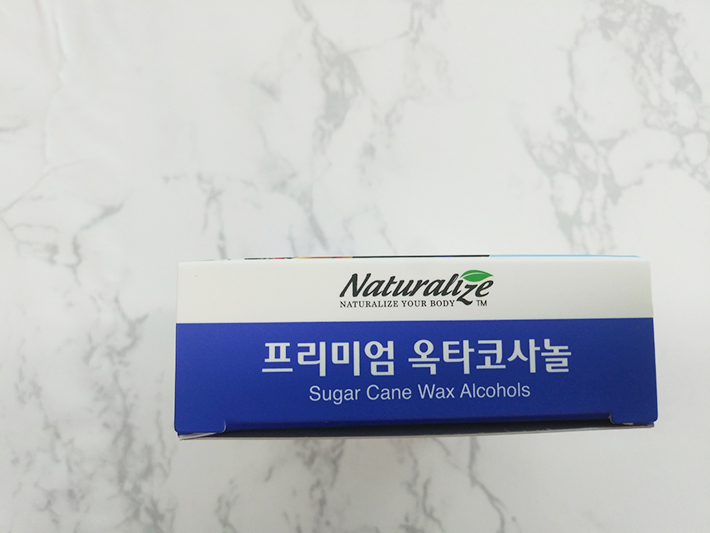 Naturalize
NATURALIZE YOUR BODY TM
프리미엄 옥타코사놀
Sugar Cane Wax Alcohols